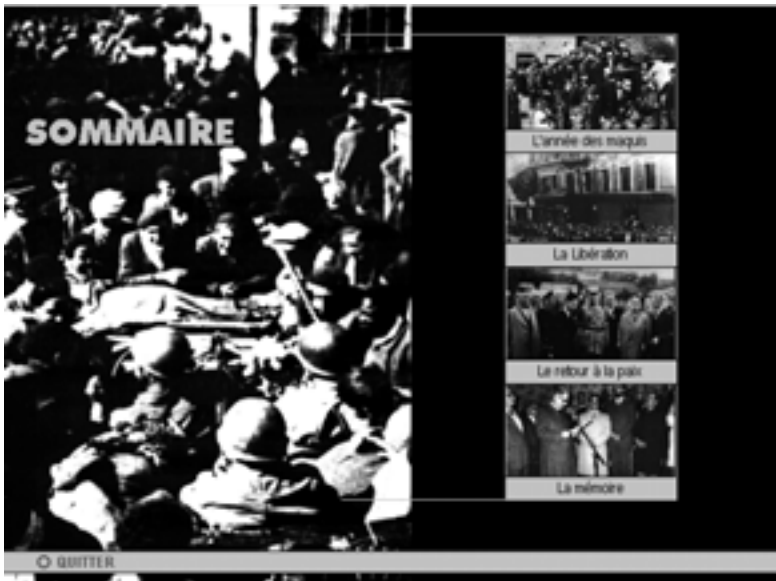 SOMMAIRE
L'année des maquis
La Libération
Le retour à la paix
La mémoire
QUITTER